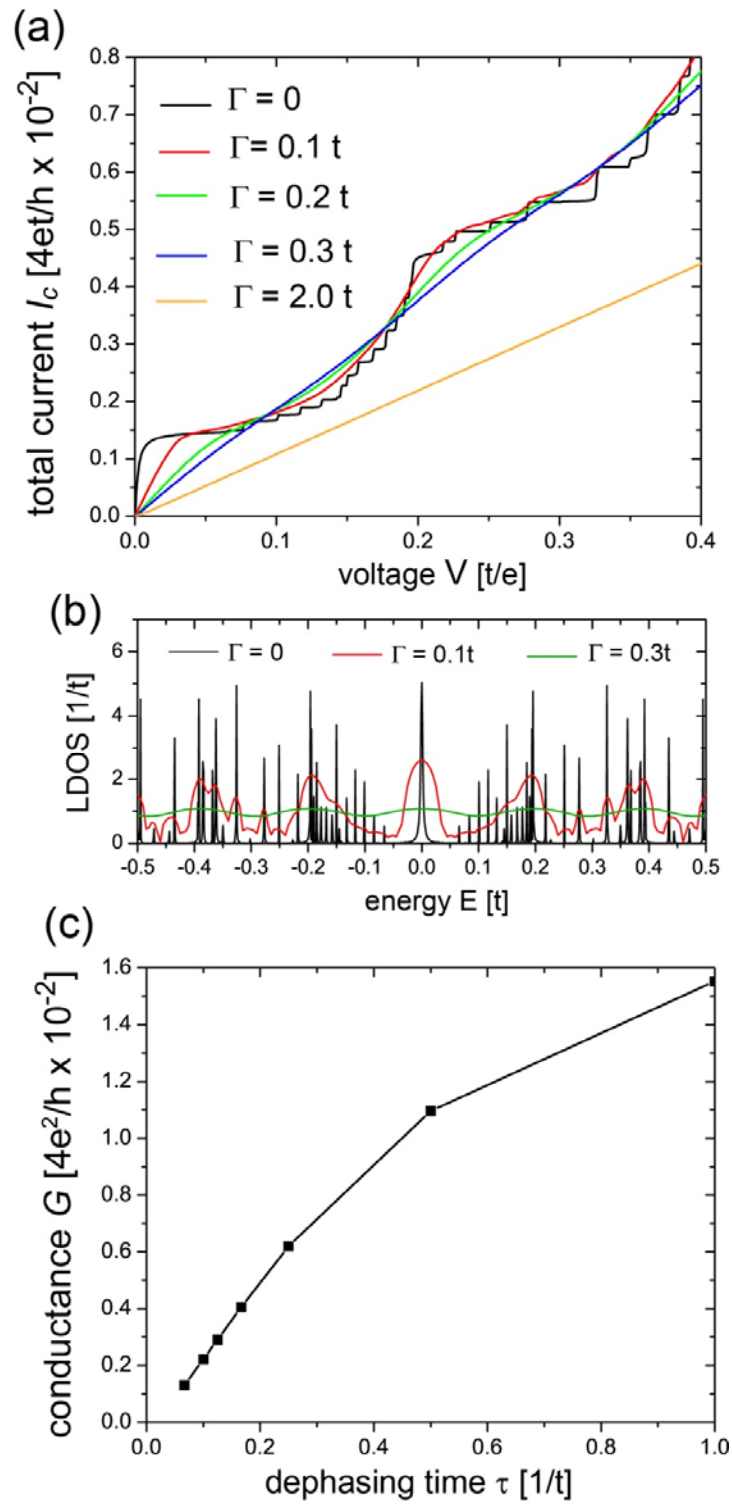 (a)
total current I_c [4et/h x 10^-2]
0.8
0.7
0.6
0.5
0.4
0.3
0.2
0.1
0.0
Γ = 0
Γ= 0.1 t
Γ = 0.2 t
Γ = 0.3 t
Γ = 2.0 t
0.0 0.1 0.2 0.3 0.4
voltage V [t/e]
(b)
LDOS [1/t]
6
4
2
0
Γ = 0 Γ = 0.1t Γ = 0.3t
-0.5 -0.4 -0.3 -0.2 -0.1 0.0 0.1 0.2 0.3 0.4 0.5
energy E [t]
(c)
conductance G [4e²/h x 10^-2]
1.6
1.4
1.2
1.0
0.8
0.6
0.4
0.2
0.0
0.0 0.2 0.4 0.6 0.8 1.0
dephasing time τ [1/t]